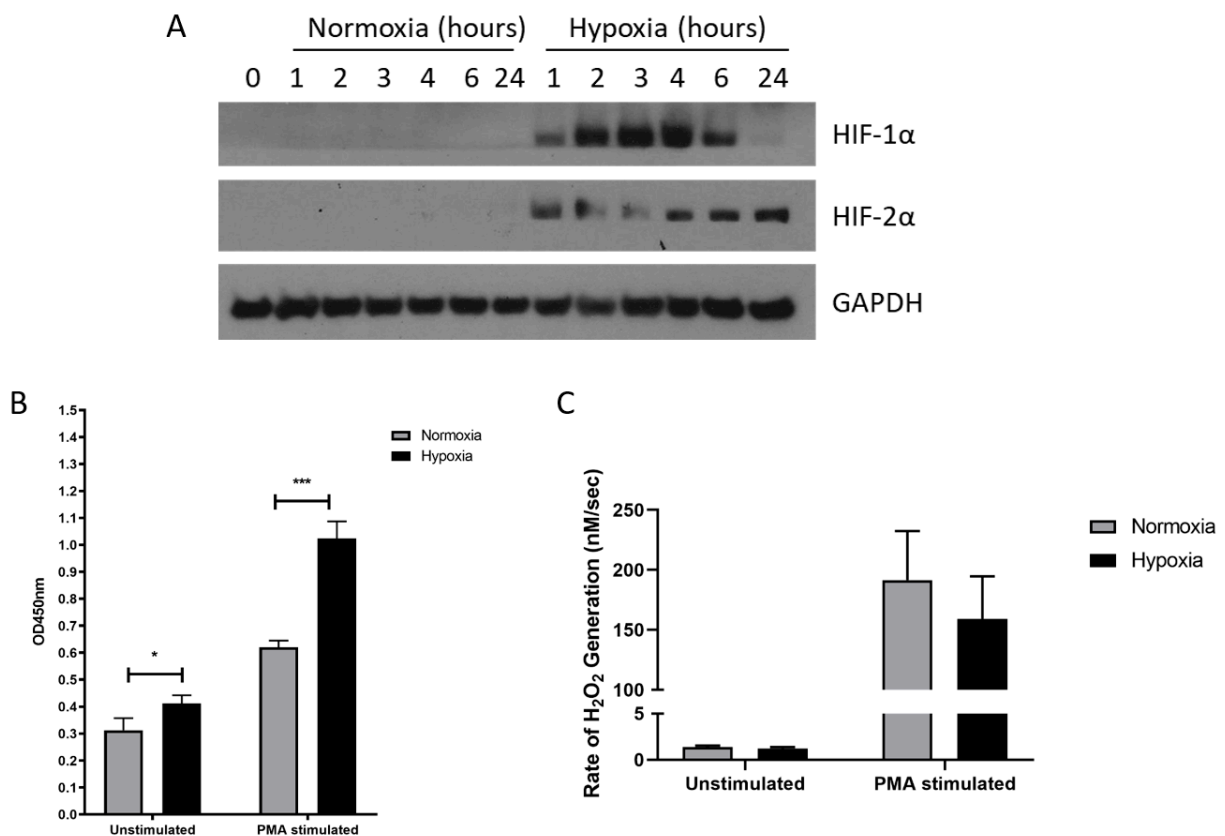 A
Normoxia (hours) Hypoxia (hours)
0 1 2 3 4 6 24 1 2 3 4 6 24
HIF-1α
HIF-2α
GAPDH
B
1.5
1.4
1.3
1.2
1.1
1.0
0.9
0.8
0.7
0.6
0.5
0.4
0.3
0.2
0.1
0.0
OD450nm
*
***
Normoxia
Hypoxia
Unstimulated PMA stimulated
C
Rate of H₂O₂ Generation (nM/sec)
250
200
150
100
5
0
Normoxia
Hypoxia
Unstimulated PMA stimulated